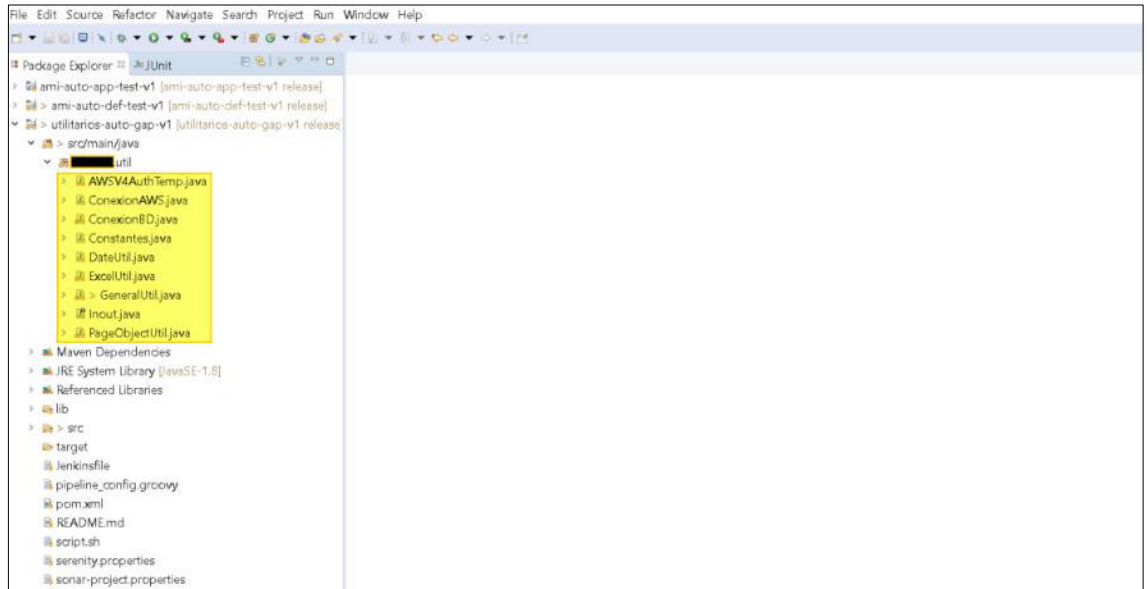 File Edit Source Refactor Navigate Search Project Run Window Help
Package Explorer JUnit
ami-auto-app-test-v1 [ami-auto-app-test-v1 release]
> ami-auto-def-test-v1 [ami-auto-def-test-v1 release]
> utilitarios-auto-gap-v1 [utilitarios-auto-gap-v1 release]
> src/main/java
util
AWSV4AuthTemp.java
ConexionAWS.java
ConexionBD.java
Constantes.java
DateUtil.java
ExcelUtil.java
> GeneralUtil.java
Inout.java
PageObjectUtil.java
Maven Dependencies
JRE System Library [JavaSE-1.8]
Referenced Libraries
lib
> src
target
Jenkinsfile
pipeline_config.groovy
pom.xml
README.md
script.sh
serenity.properties
sonar-project.properties